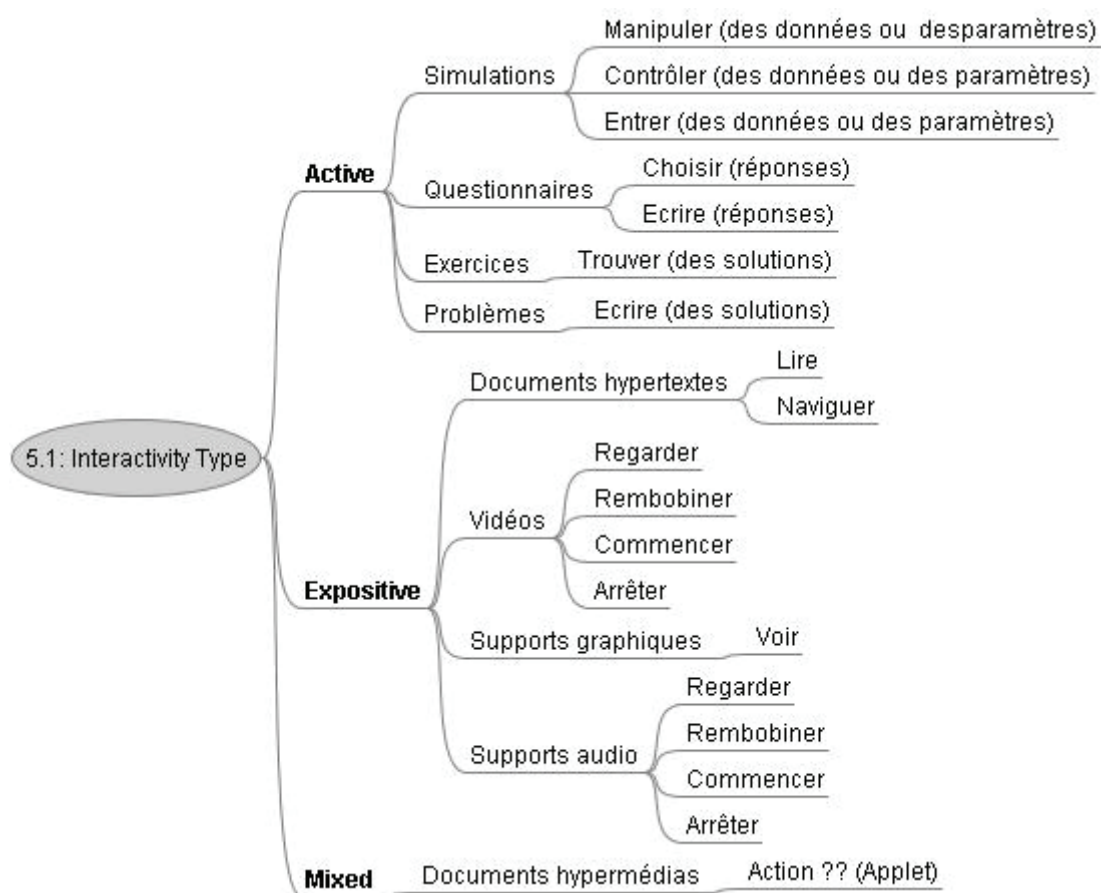 Manipuler (des données ou desparamètres)
Simulations
Contrôler (des données ou des paramètres)
Entrer (des données ou des paramètres)
Active
Choisir (réponses)
Questionnaires
Ecrire (réponses)
Exercices
Trouver (des solutions)
Problèmes
Ecrire (des solutions)
Lire
Documents hypertextes
Naviguer
5.1: Interactivity Type
Regarder
Rembobiner
Vidéos
Commencer
Arrêter
Expositive
Supports graphiques
Voir
Regarder
Rembobiner
Supports audio
Commencer
Arrêter
Mixed
Documents hypermédias
Action ?? (Applet)